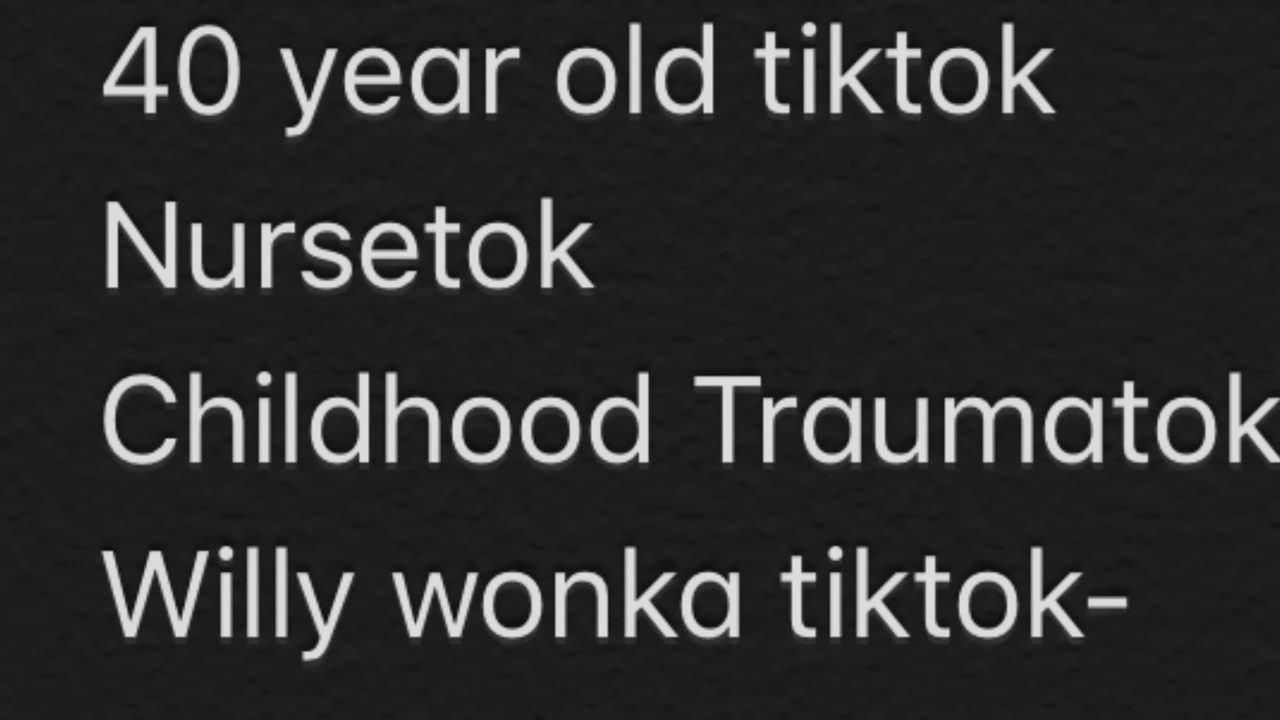 40 year old tiktok
Nursetok
Childhood Traumatok
Willy wonka tiktok-